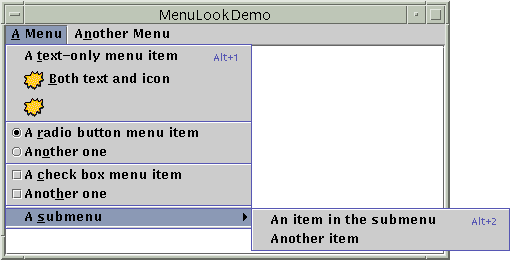 MenuLookDemo
A Menu Another Menu
A text-only menu item Alt+1
Both text and icon
A radio button menu item
Another one
A check box menu item
Another one
A submenu
An item in the submenu Alt+2
Another item